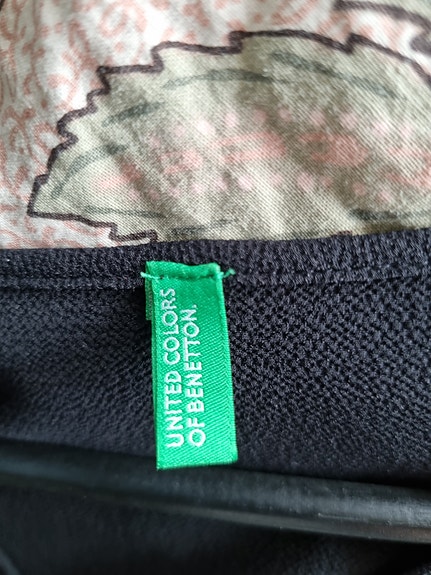 UNITED COLORS
OF BENETTON.